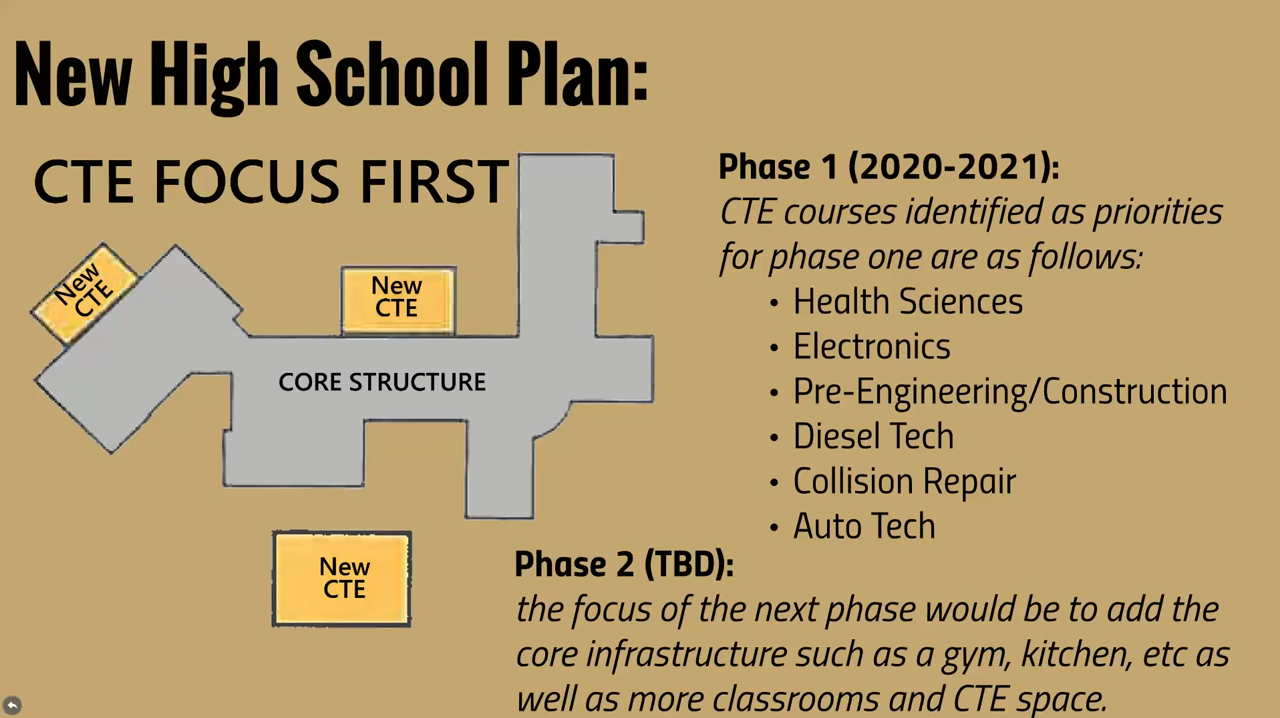 New High School Plan:
CTE FOCUS FIRST
New
CTE
New
CTE
CORE STRUCTURE
New
CTE
Phase 1 (2020-2021):
CTE courses identified as priorities
for phase one are as follows:
• Health Sciences
• Electronics
• Pre-Engineering/Construction
• Diesel Tech
• Collision Repair
• Auto Tech
Phase 2 (TBD):
the focus of the next phase would be to add the
core infrastructure such as a gym, kitchen, etc as
well as more classrooms and CTE space.